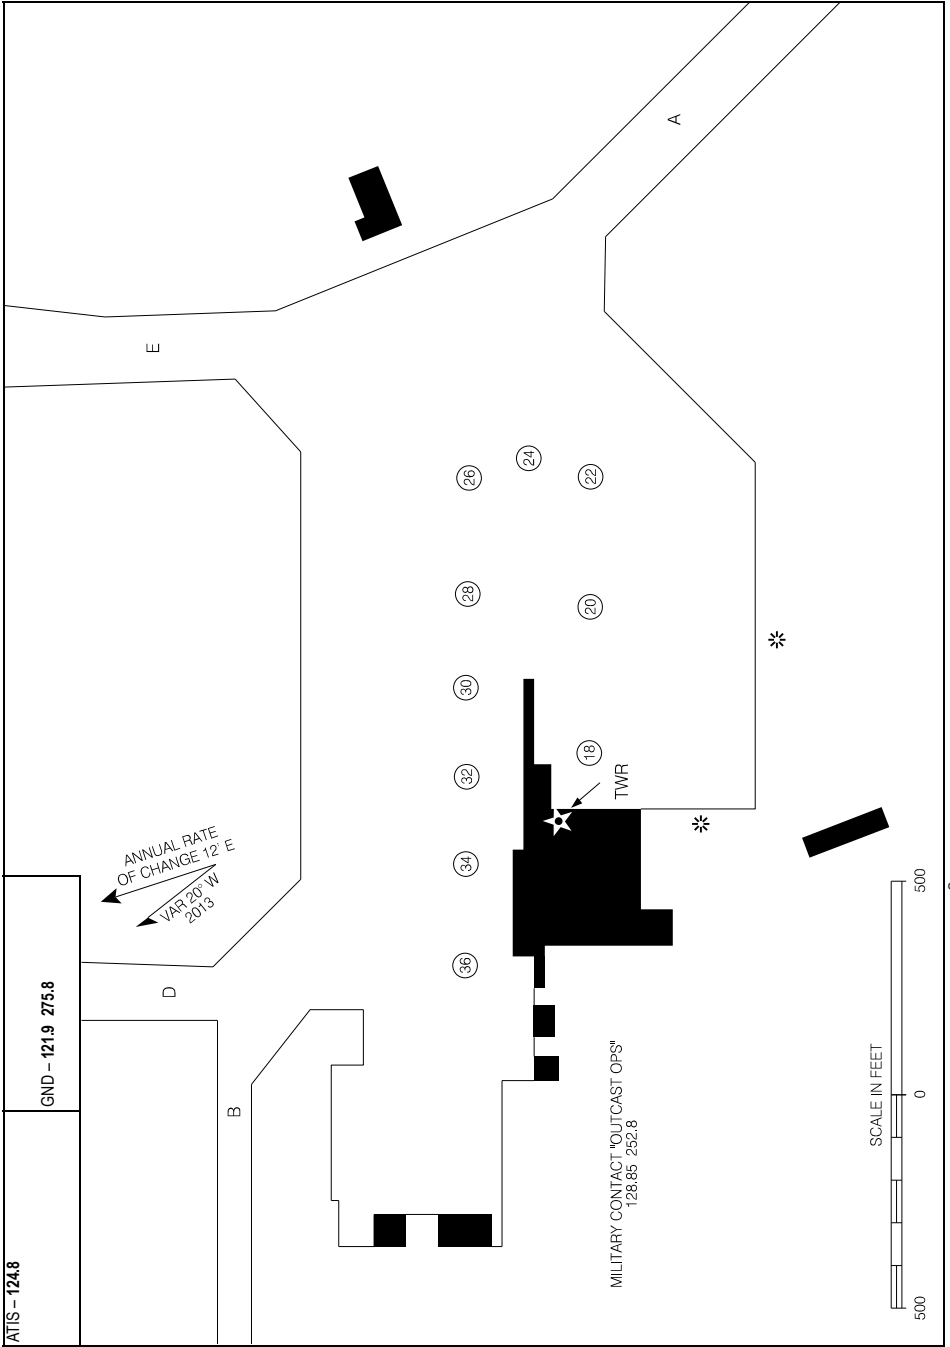 ATIS – 124.8
GND – 121.9 275.8
ANNUAL RATE
OF CHANGE 12' E
VAR 20° W
2013
A
E
D
B
26
24
22
28
20
30
18
32
TWR
34
36
MILITARY CONTACT "OUTCAST OPS"
128.85 252.8
SCALE IN FEET
500
0
500